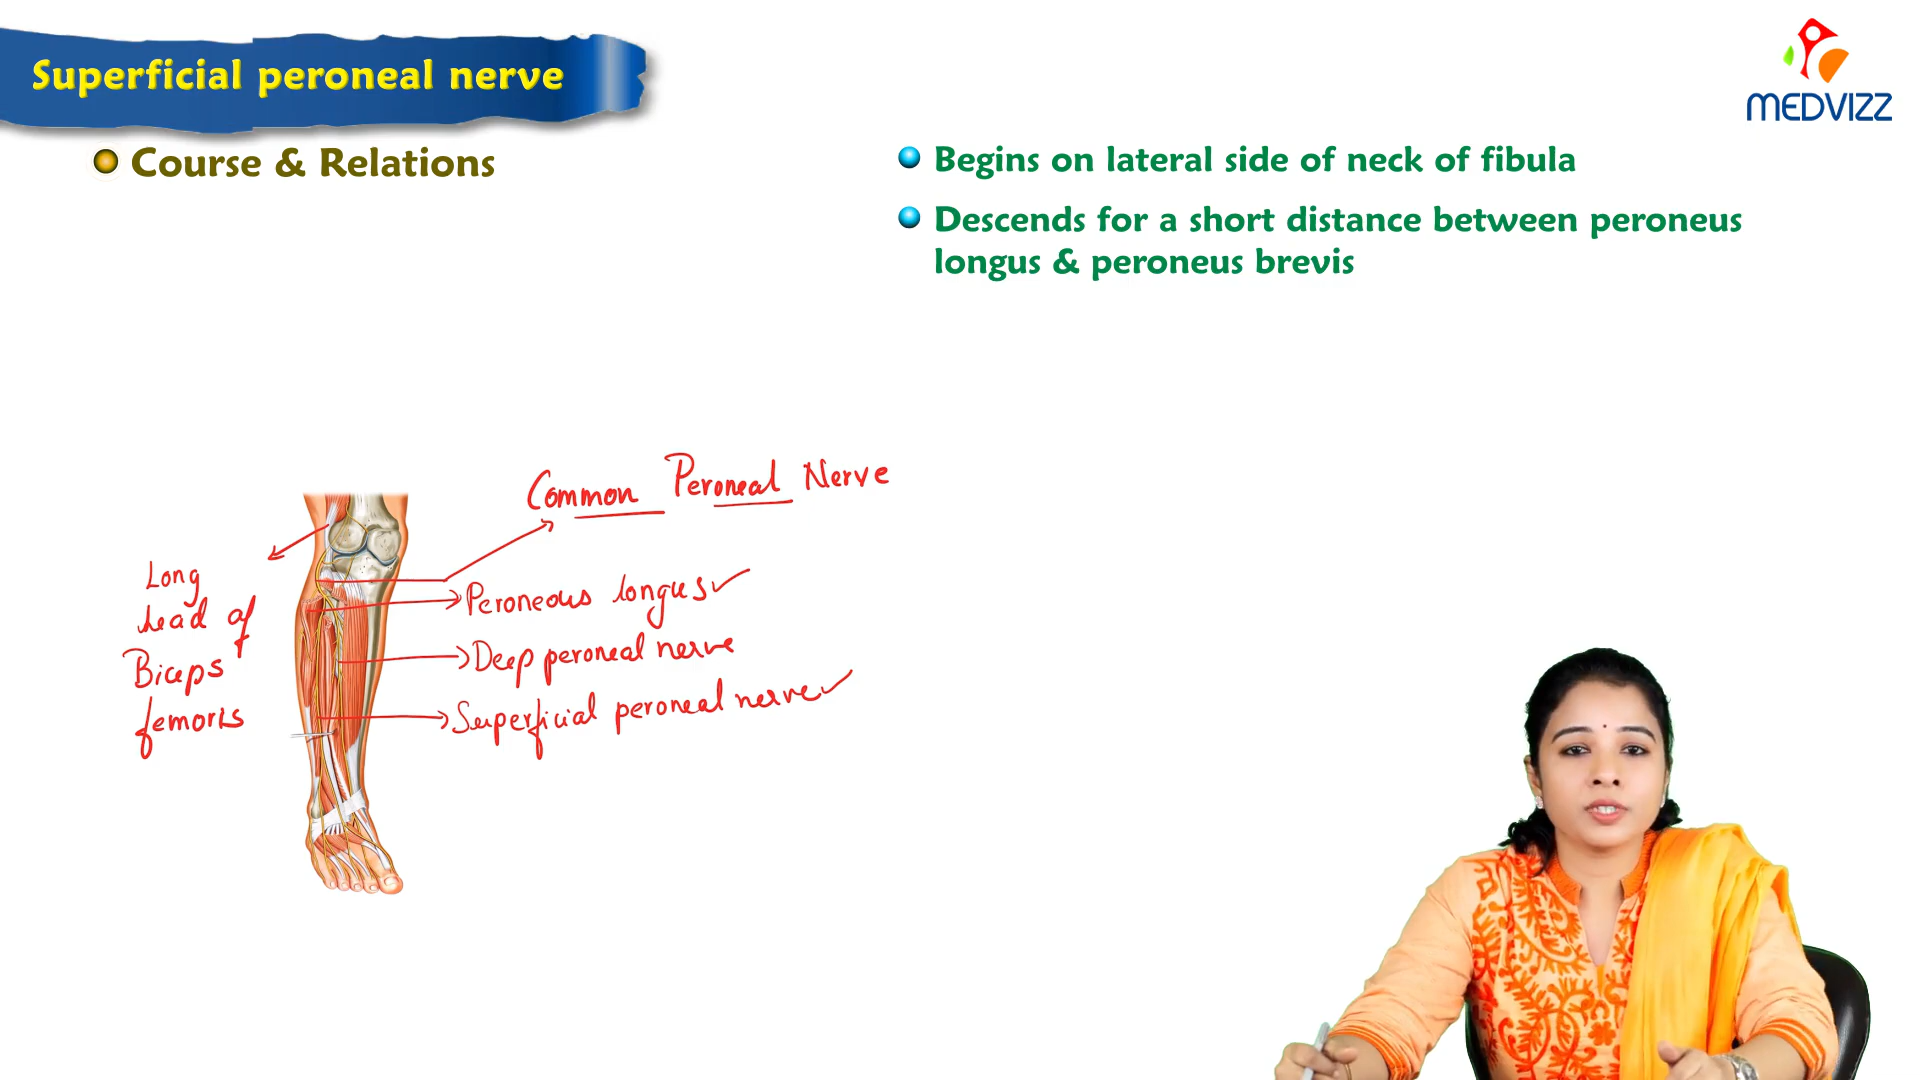 Superficial peroneal nerve
MEDVIZZ
Course & Relations
Begins on lateral side of neck of fibula
Descends for a short distance between peroneus
longus & peroneus brevis
Common Peroneal Nerve
Long
head of
Biceps
femoris
Peroneous longus
Deep peroneal nerve
Superficial peroneal nerve